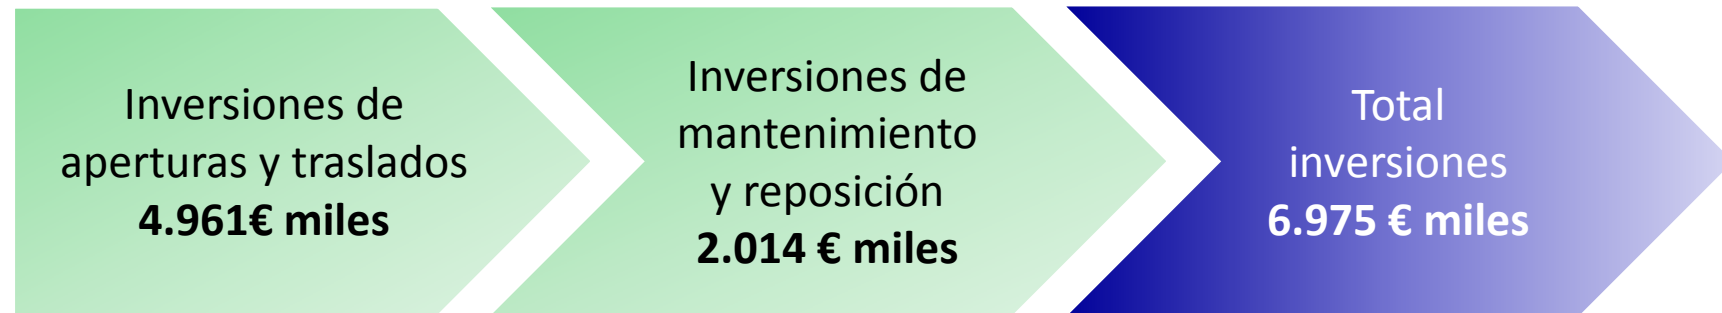 Inversiones de
aperturas y traslados
4.961€ miles
Inversiones de
mantenimiento
y reposición
2.014 € miles
Total
inversiones
6.975 € miles